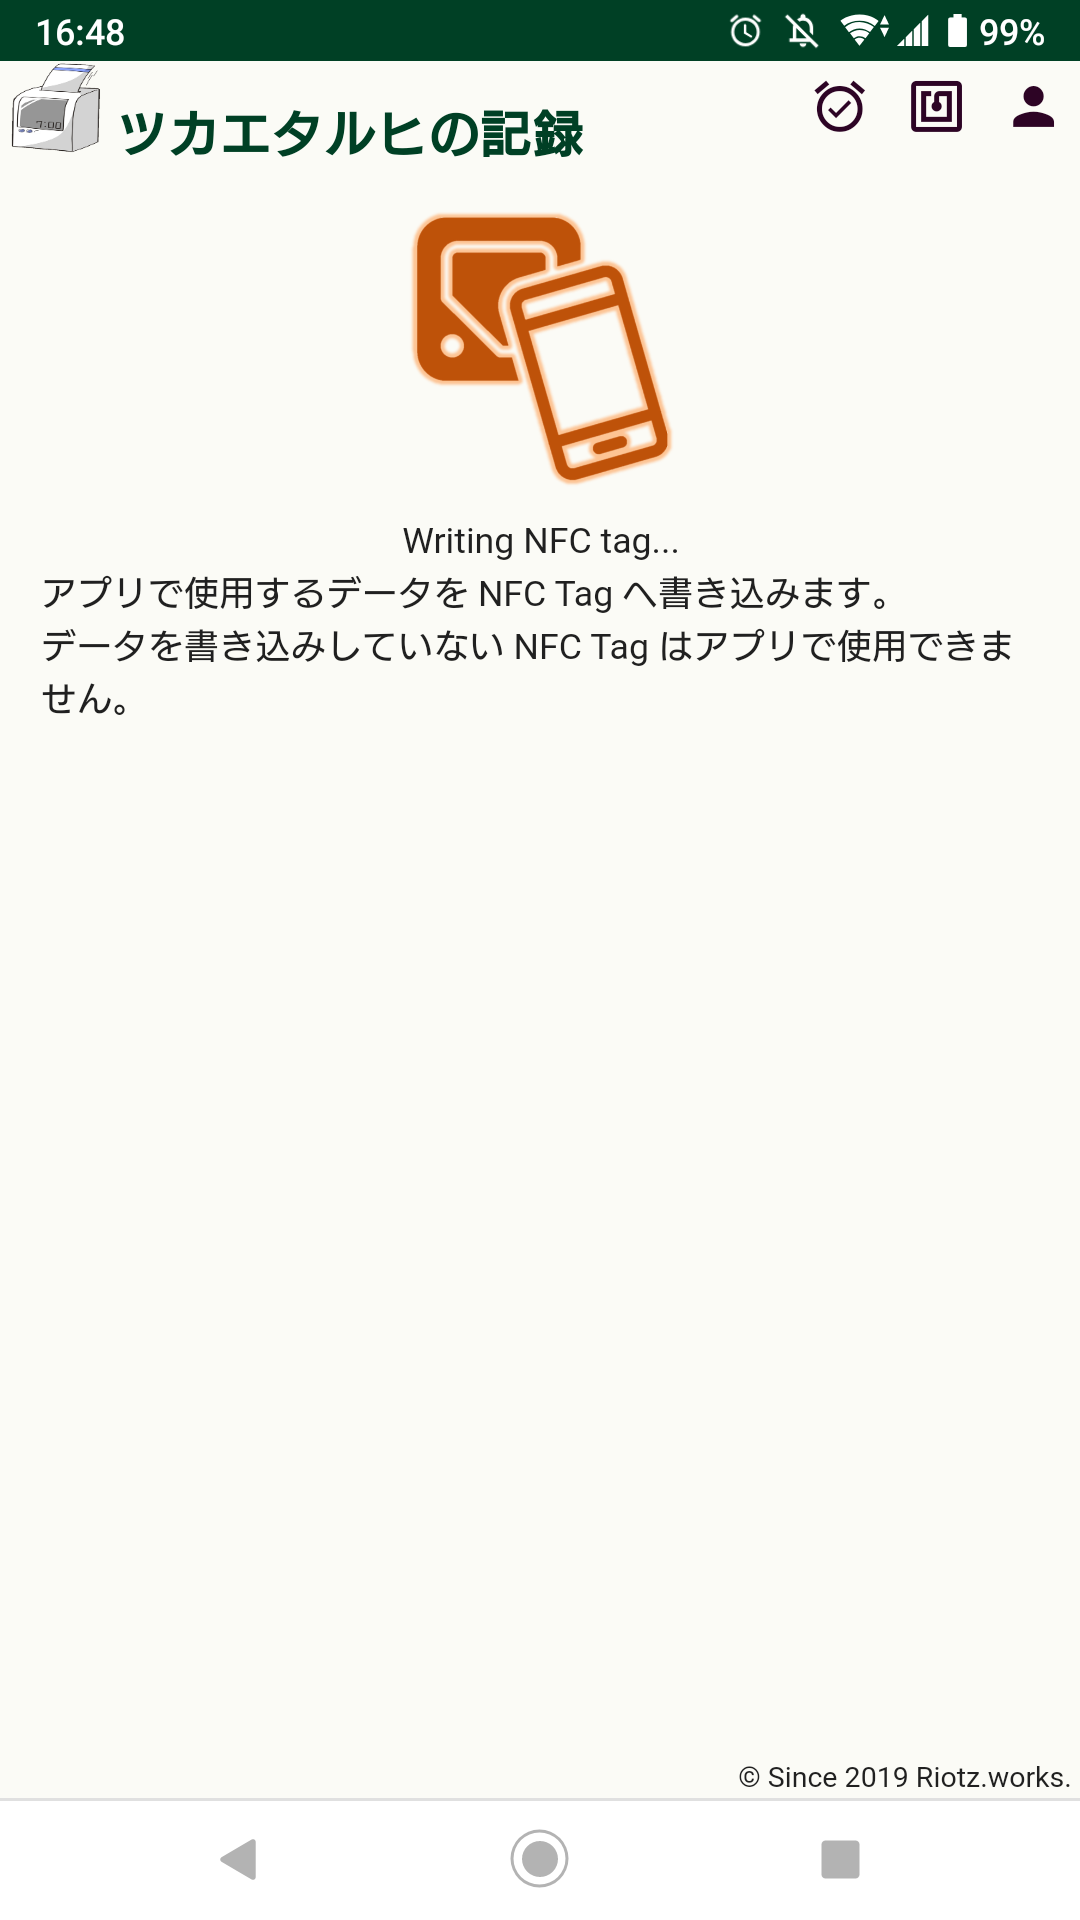 16:48
99%
7:00
ツカエタルヒの記録
Writing NFC tag...
アプリで使用するデータを NFC Tag へ書き込みます。
データを書き込みしていない NFC Tag はアプリで使用できま
せん。
© Since 2019 Riotz.works.